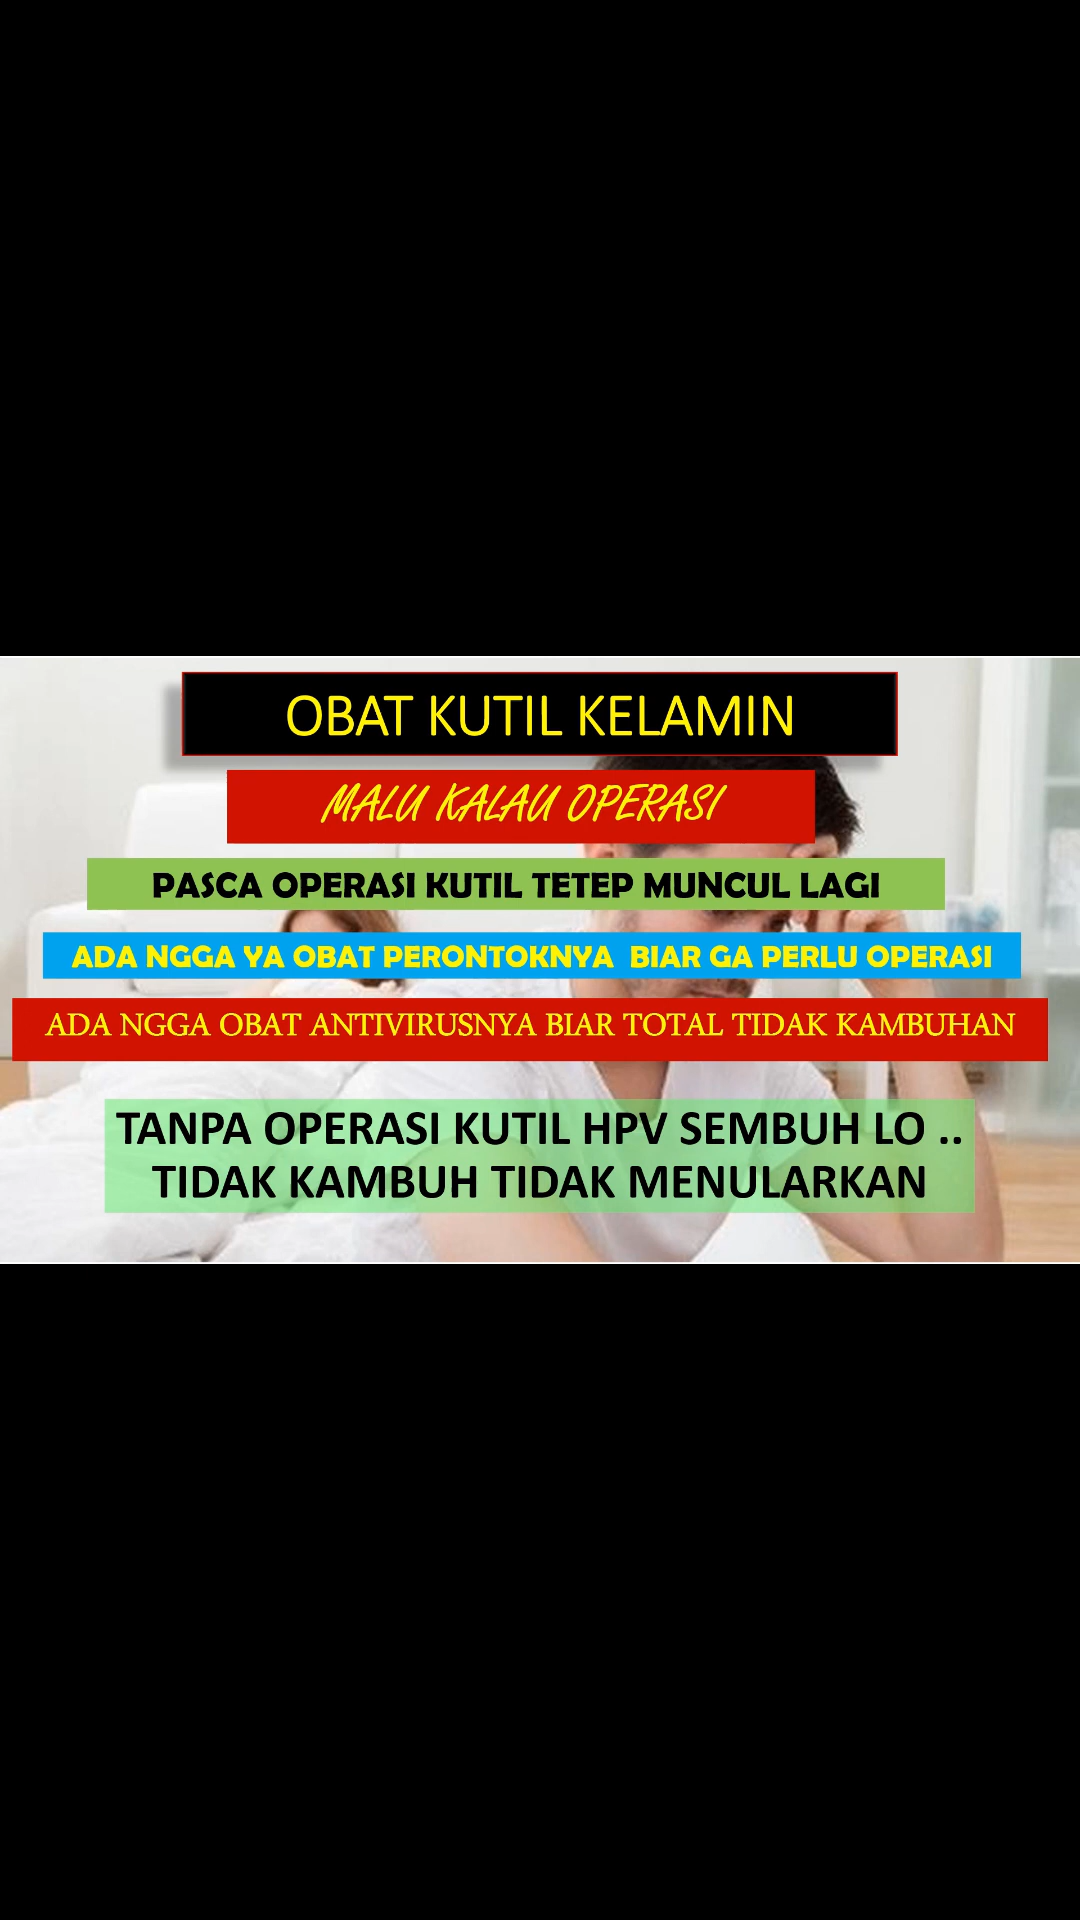 OBAT KUTIL KELAMIN
MALU KALAU OPERASI
PASCA OPERASI KUTIL TETEP MUNCUL LAGI
ADA NGGA YA OBAT PERONTOKNYA BIAR GA PERLU OPERASI
ADA NGGA OBAT ANTIVIRUSNYA BIAR TOTAL TIDAK KAMBUHAN
TANPA OPERASI KUTIL HPV SEMBUH LO ..
TIDAK KAMBUH TIDAK MENULARKAN